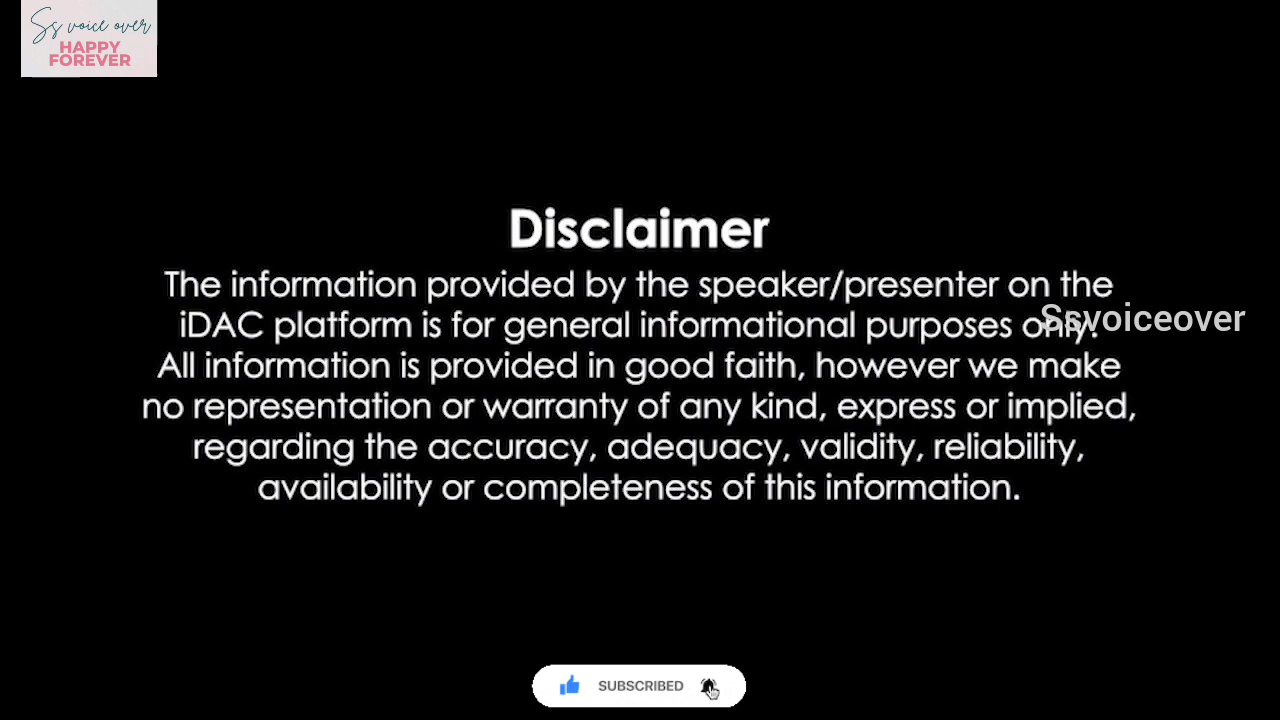 Ss voice over
HAPPY
FOREVER
Disclaimer
The information provided by the speaker/presenter on the
iDAC platform is for general informational purposes only.
Ssvoiceover
All information is provided in good faith, however we make
no representation or warranty of any kind, express or implied,
regarding the accuracy, adequacy, validity, reliability,
availability or completeness of this information.
SUBSCRIBED